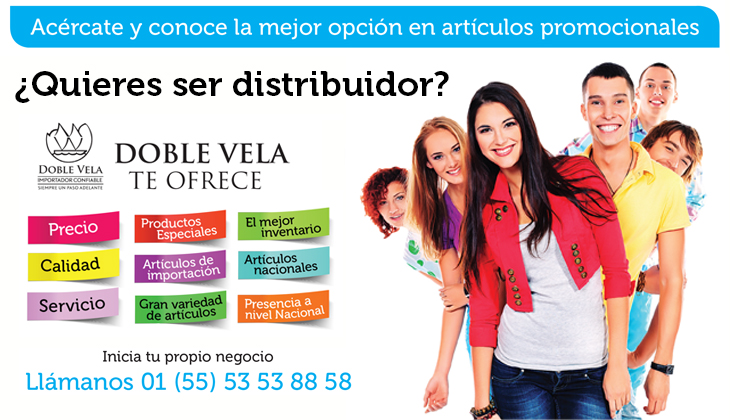 Acércate y conoce la mejor opción en artículos promocionales
¿Quieres ser distribuidor?
DOBLE VELA
IMPORTADOR CONFIABLE
SIEMPRE UN PASO ADELANTE
DOBLE VELA
TE OFRECE
Precio
Productos
Especiales
El mejor
inventario
Calidad
Artículos de
importación
Artículos
nacionales
Servicio
Gran variedad
de artículos
Presencia a
nivel Nacional
Inicia tu propio negocio
Llámanos 01 (55) 53 53 88 58